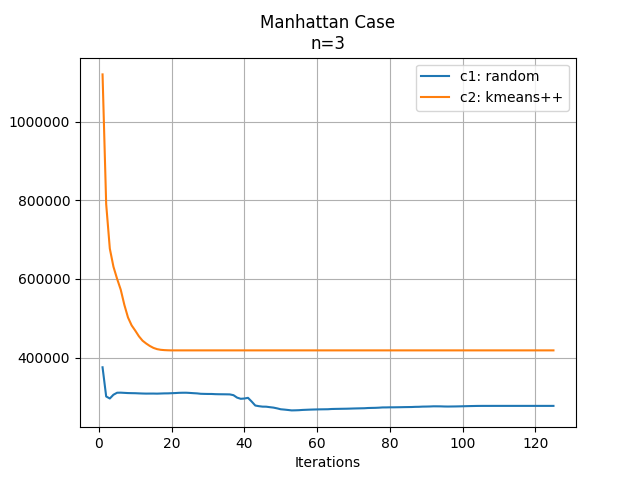 Manhattan Case
n=3
c1: random
c2: kmeans++
1000000
800000
600000
400000
0 20 40 60 80 100 120
Iterations